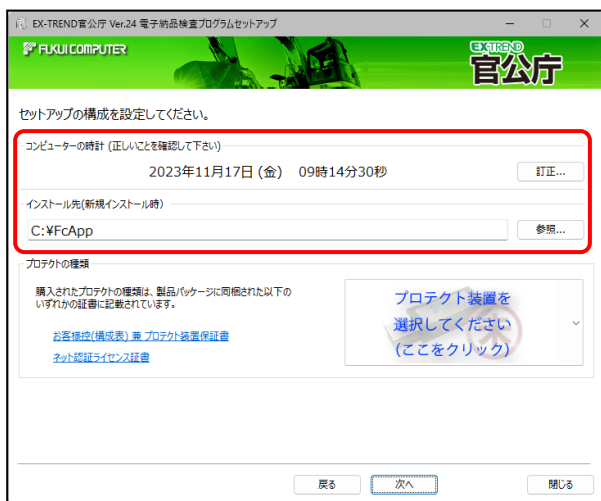 EX-TREND官公庁 Ver.24 電子納品検査プログラムセットアップ
FUKUI COMPUTER
EXTREND
官公庁
セットアップの構成を設定してください。
コンピューターの時計 (正しいことを確認して下さい)
2023年11月17日 (金) 09時14分30秒
訂正...
インストール先(新規インストール時)
C:¥FcApp
参照...
プロテクトの種類
購入されたプロテクトの種類は、製品パッケージに同梱された以下の
いずれかの証書に記載されています。
お客様控(構成表) 兼 プロテクト装置保証書
ネット認証ライセンス証書
プロテクト装置を
選択してください
(ここをクリック)
戻る
次へ
閉じる